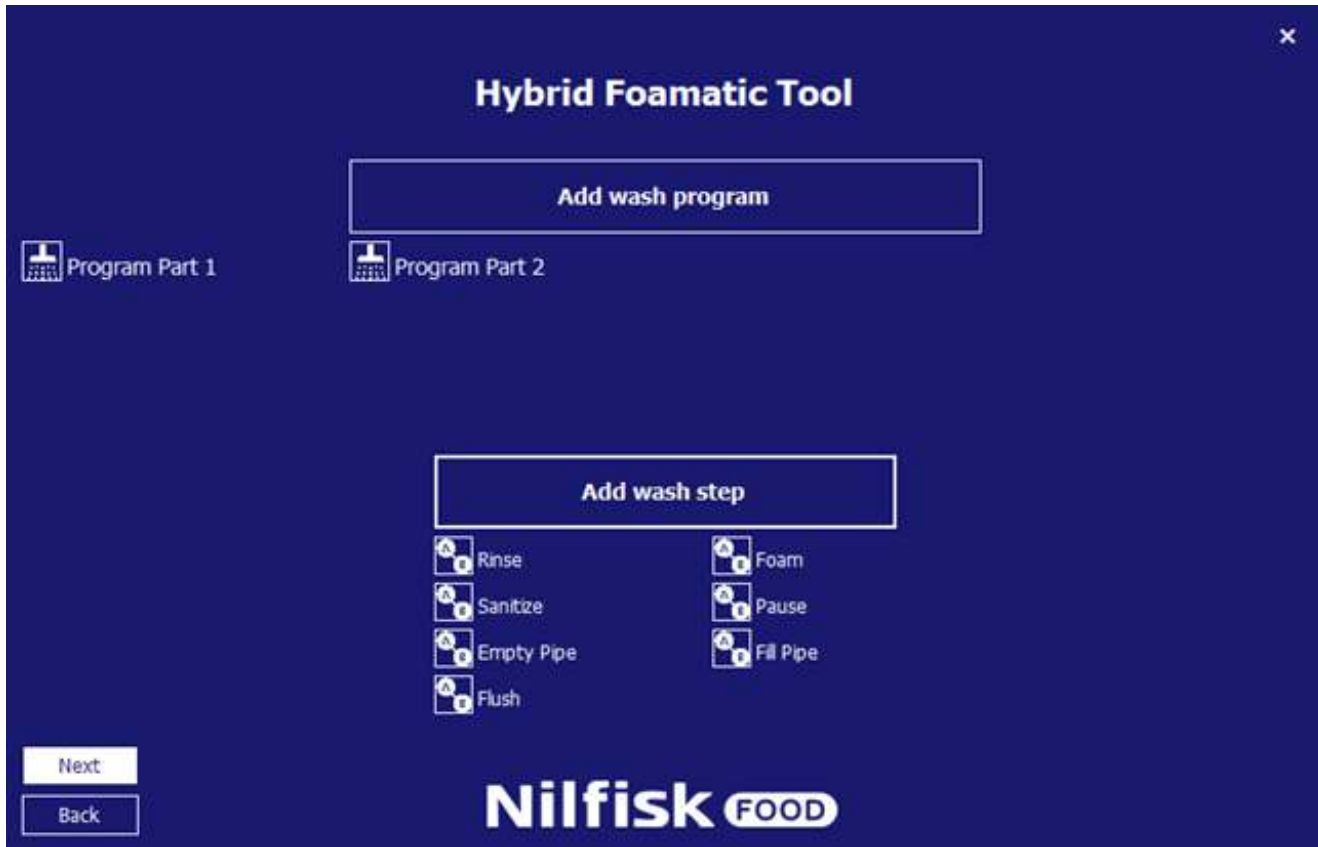 ×
Hybrid Foamatic Tool
Add wash program
Program Part 1
Program Part 2
Add wash step
Rinse
Foam
Sanitize
Pause
Empty Pipe
Fill Pipe
Flush
Next
Back
Nilfisk FOOD